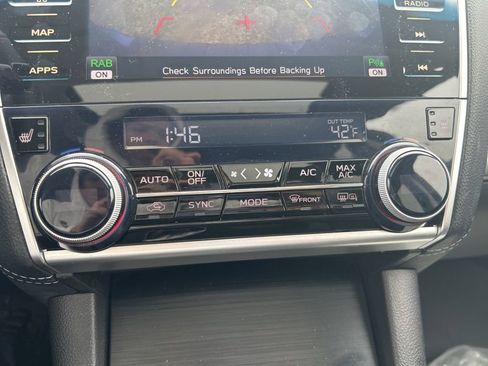 RADIO
MAP
APPS
RAB
ON
Check Surroundings Before Backing Up
ON
PM 1:46
OUT TEMP
42°F
AUTO
ON/OFF
A/C
MAX A/C
SYNC
MODE
FRONT